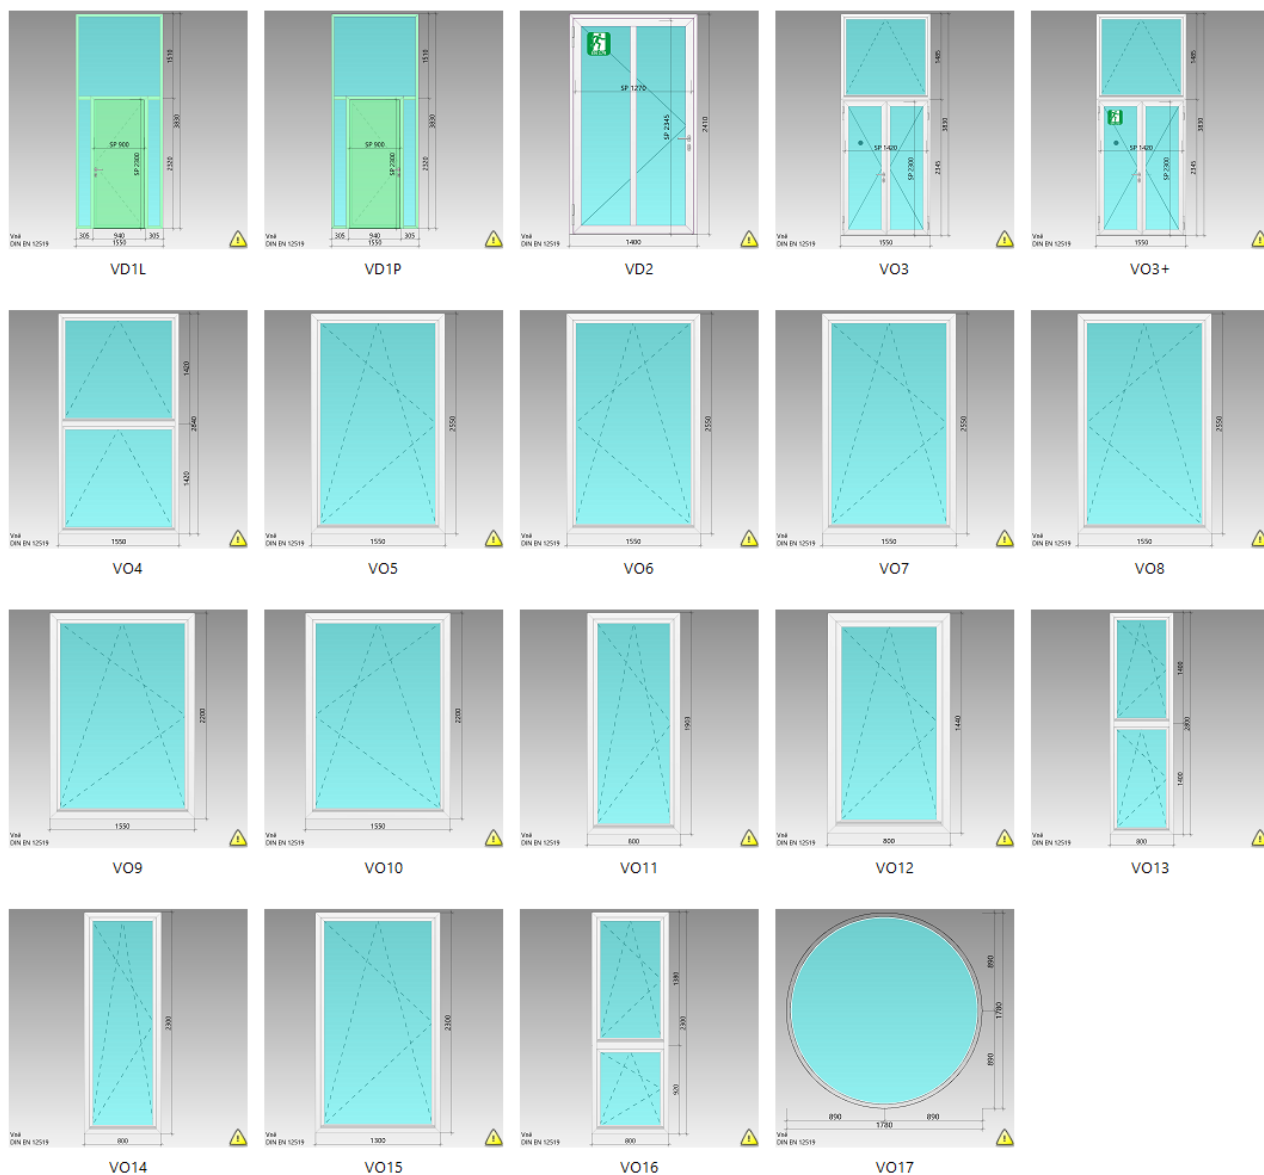 1510
3830
2320
SP 900
SP 2300
305
940
305
1550
Vně
DIN EN 12519
VD1L
1510
3830
2320
SP 900
SP 2300
305
940
305
1550
Vně
DIN EN 12519
VD1P
SP 1270
SP 2345
2410
1400
Vně
DIN EN 12519
VD2
1485
3830
2345
SP 1420
SP 2300
1550
Vně
DIN EN 12519
VO3
1485
3830
2345
SP 1420
SP 2300
1550
Vně
DIN EN 12519
VO3+
1420
2840
1420
1550
Vně
DIN EN 12519
VO4
2550
1550
Vně
DIN EN 12519
VO5
2550
1550
Vně
DIN EN 12519
VO6
2550
1550
Vně
DIN EN 12519
VO7
2550
1550
Vně
DIN EN 12519
VO8
2200
1550
Vně
DIN EN 12519
VO9
2200
1550
Vně
DIN EN 12519
VO10
1903
800
Vně
DIN EN 12519
VO11
1440
800
Vně
DIN EN 12519
VO12
1400
2800
1400
800
Vně
DIN EN 12519
VO13
2300
800
Vně
DIN EN 12519
VO14
2300
1300
Vně
DIN EN 12519
VO15
1380
2300
920
800
Vně
DIN EN 12519
VO16
890
1780
890
890
890
1780
Vně
DIN EN 12519
VO17